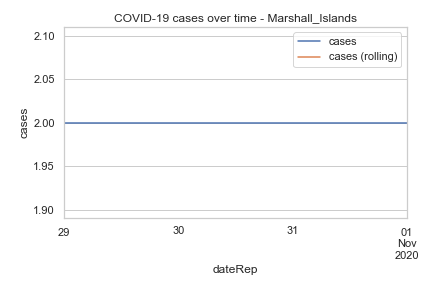 COVID-19 cases over time - Marshall_Islands
cases
cases (rolling)
2.10
2.05
2.00
1.95
1.90
cases
29
30
31
01
Nov
2020
dateRep